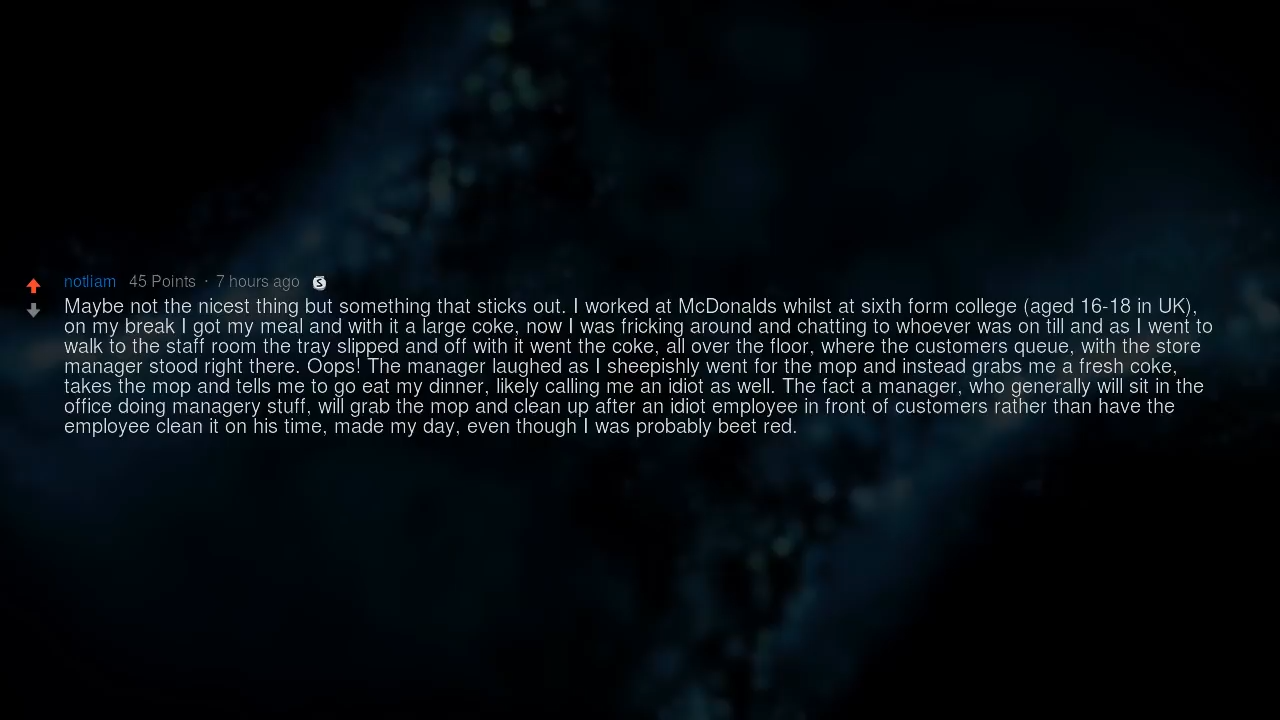 notliam 45 Points · 7 hours ago S
Maybe not the nicest thing but something that sticks out. I worked at McDonalds whilst at sixth form college (aged 16-18 in UK),
on my break I got my meal and with it a large coke, now I was fricking around and chatting to whoever was on till and as I went to
walk to the staff room the tray slipped and off with it went the coke, all over the floor, where the customers queue, with the store
manager stood right there. Oops! The manager laughed as I sheepishly went for the mop and instead grabs me a fresh coke,
takes the mop and tells me to go eat my dinner, likely calling me an idiot as well. The fact a manager, who generally will sit in the
office doing managery stuff, will grab the mop and clean up after an idiot employee in front of customers rather than have the
employee clean it on his time, made my day, even though I was probably beet red.